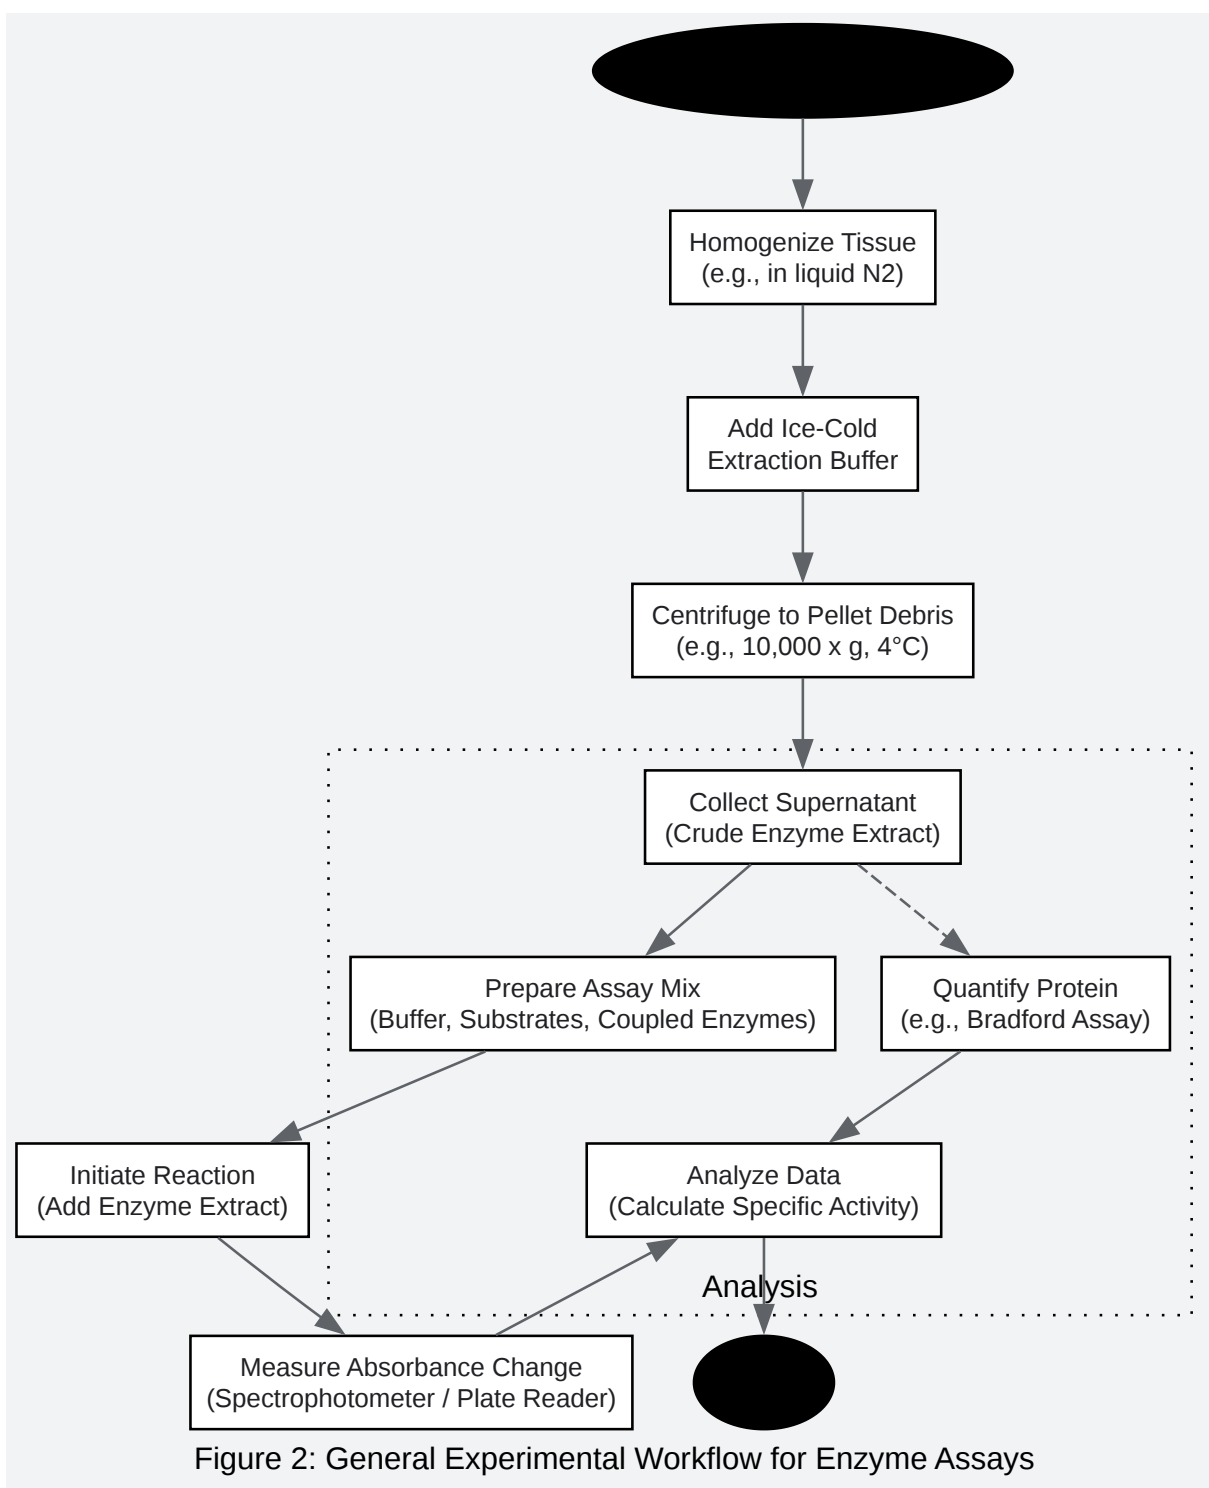 Homogenize Tissue
(e.g., in liquid N2)
Add Ice-Cold
Extraction Buffer
Centrifuge to Pellet Debris
(e.g., 10,000 x g, 4°C)
Collect Supernatant
(Crude Enzyme Extract)
Prepare Assay Mix
(Buffer, Substrates, Coupled Enzymes)
Quantify Protein
(e.g., Bradford Assay)
Initiate Reaction
(Add Enzyme Extract)
Analyze Data
(Calculate Specific Activity)
Analysis
Measure Absorbance Change
(Spectrophotometer / Plate Reader)
Figure 2: General Experimental Workflow for Enzyme Assays